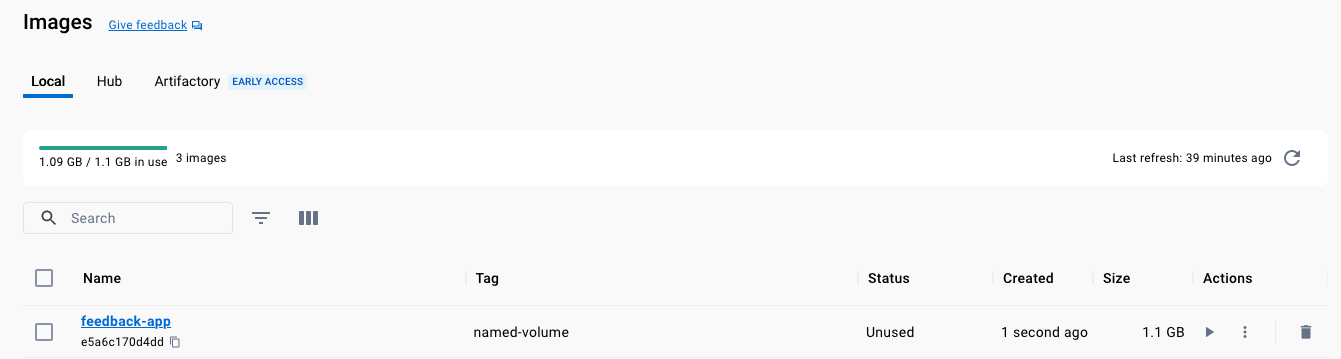 Images Give feedback
Local Hub Artifactory EARLY ACCESS
1.09 GB / 1.1 GB in use 3 images Last refresh: 39 minutes ago
Search
Name Tag Status Created Size Actions
feedback-app
e5a6c170d4dd named-volume Unused 1 second ago 1.1 GB